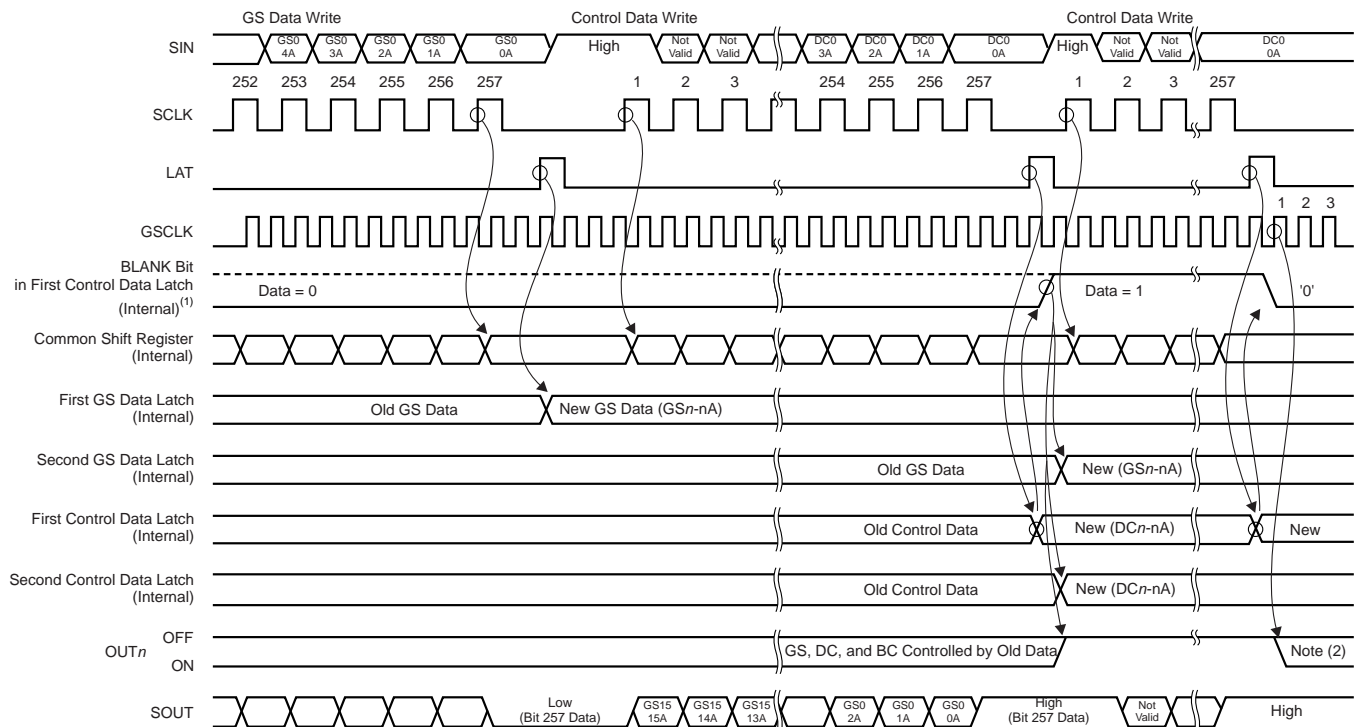 GS Data Write Control Data Write Control Data Write
SIN GS0 4A GS0 3A GS0 2A GS0 1A GS0 0A High Not Valid Not Valid DC0 3A DC0 2A DC0 1A DC0 0A High Not Valid Not Valid DC0 0A
252 253 254 255 256 257 1 2 3 254 255 256 257 1 2 3 257
SCLK
LAT
1 2 3
GSCLK
BLANK Bit
in First Control Data Latch
(Internal)(1)
Data = 0 Data = 1 '0'
Common Shift Register
(Internal)
First GS Data Latch
(Internal)
Old GS Data New GS Data (GSn-nA)
Second GS Data Latch
(Internal)
Old GS Data New (GSn-nA)
First Control Data Latch
(Internal)
Old Control Data New (DCn-nA) New
Second Control Data Latch
(Internal)
Old Control Data New (DCn-nA)
OFF
OUTn
ON
GS, DC, and BC Controlled by Old Data Note (2)
SOUT Low (Bit 257 Data) GS15 15A GS15 14A GS15 13A GS0 2A GS0 1A GS0 0A High (Bit 257 Data) Not Valid High